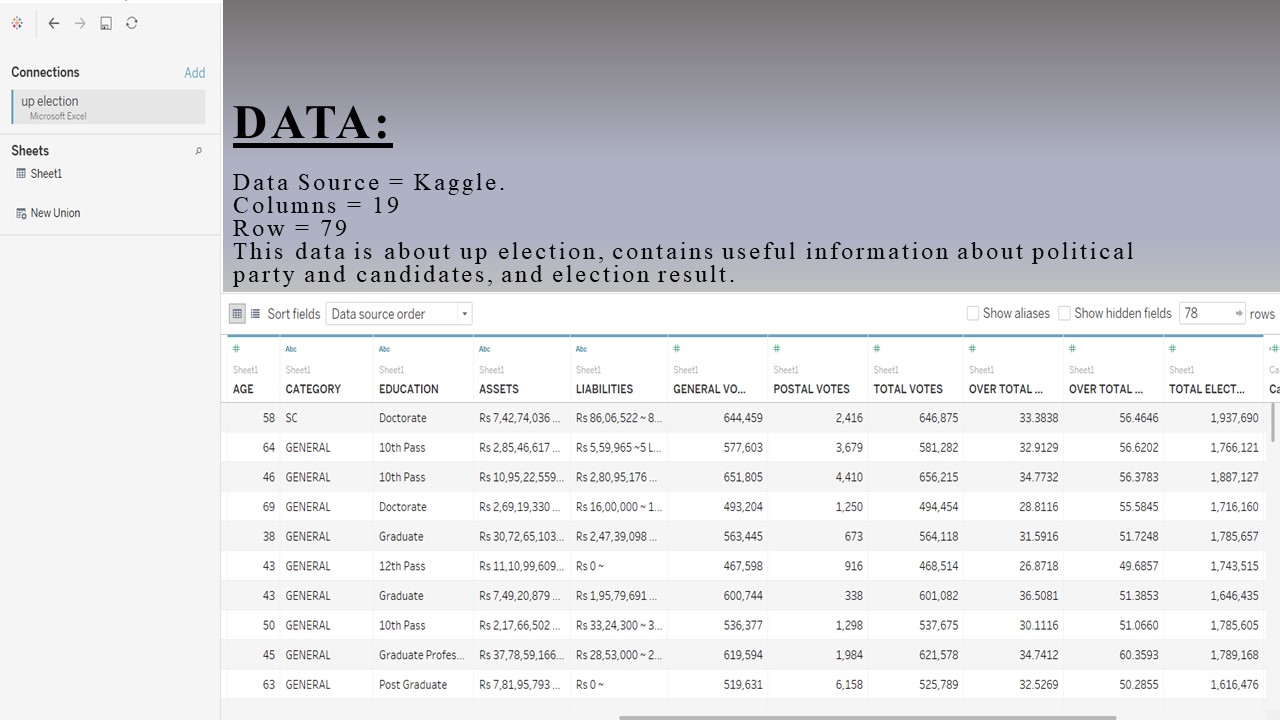 Connections Add
up election
Microsoft Excel
Sheets
Sheet1
New Union
DATA:
Data Source = Kaggle.
Columns = 19
Row = 79
This data is about up election, contains useful information about political
party and candidates, and election result.
Sort fields Data source order Show aliases Show hidden fields 78 rows
# Abc Abc Abc Abc # # # # # # #
Sheet1 Sheet1 Sheet1 Sheet1 Sheet1 Sheet1 Sheet1 Sheet1 Sheet1 Sheet1 Sheet1 Ca
AGE CATEGORY EDUCATION ASSETS LIABILITIES GENERAL VO... POSTAL VOTES TOTAL VOTES OVER TOTAL ... OVER TOTAL ... TOTAL ELECT... Ca
58 SC Doctorate Rs 7,42,74,036 ... Rs 86,06,522 ~ 8... 644,459 2,416 646,875 33.3838 56.4646 1,937,690
64 GENERAL 10th Pass Rs 2,85,46,617 ... Rs 5,59,965 ~5 L... 577,603 3,679 581,282 32.9129 56.6202 1,766,121
46 GENERAL 10th Pass Rs 10,95,22,559... Rs 2,80,95,176 ... 651,805 4,410 656,215 34.7732 56.3783 1,887,127
69 GENERAL Doctorate Rs 2,69,19,330 ... Rs 16,00,000 ~ 1... 493,204 1,250 494,454 28.8116 55.5845 1,716,160
38 GENERAL Graduate Rs 30,72,65,103... Rs 2,47,39,098 ... 563,445 673 564,118 31.5916 51.7248 1,785,657
43 GENERAL 12th Pass Rs 11,10,99,609... Rs 0 ~ 467,598 916 468,514 26.8718 49.6857 1,743,515
43 GENERAL Graduate Rs 7,49,20,879 ... Rs 1,95,79,691 ... 600,744 338 601,082 36.5081 51.3853 1,646,435
50 GENERAL 10th Pass Rs 2,17,66,502 ... Rs 33,24,300 ~ 3... 536,377 1,298 537,675 30.1116 51.0660 1,785,605
45 GENERAL Graduate Profes... Rs 37,78,59,166... Rs 28,53,000 ~ 2... 619,594 1,984 621,578 34.7412 60.3593 1,789,168
63 GENERAL Post Graduate Rs 7,81,95,793 ... Rs 0 ~ 519,631 6,158 525,789 32.5269 50.2855 1,616,476